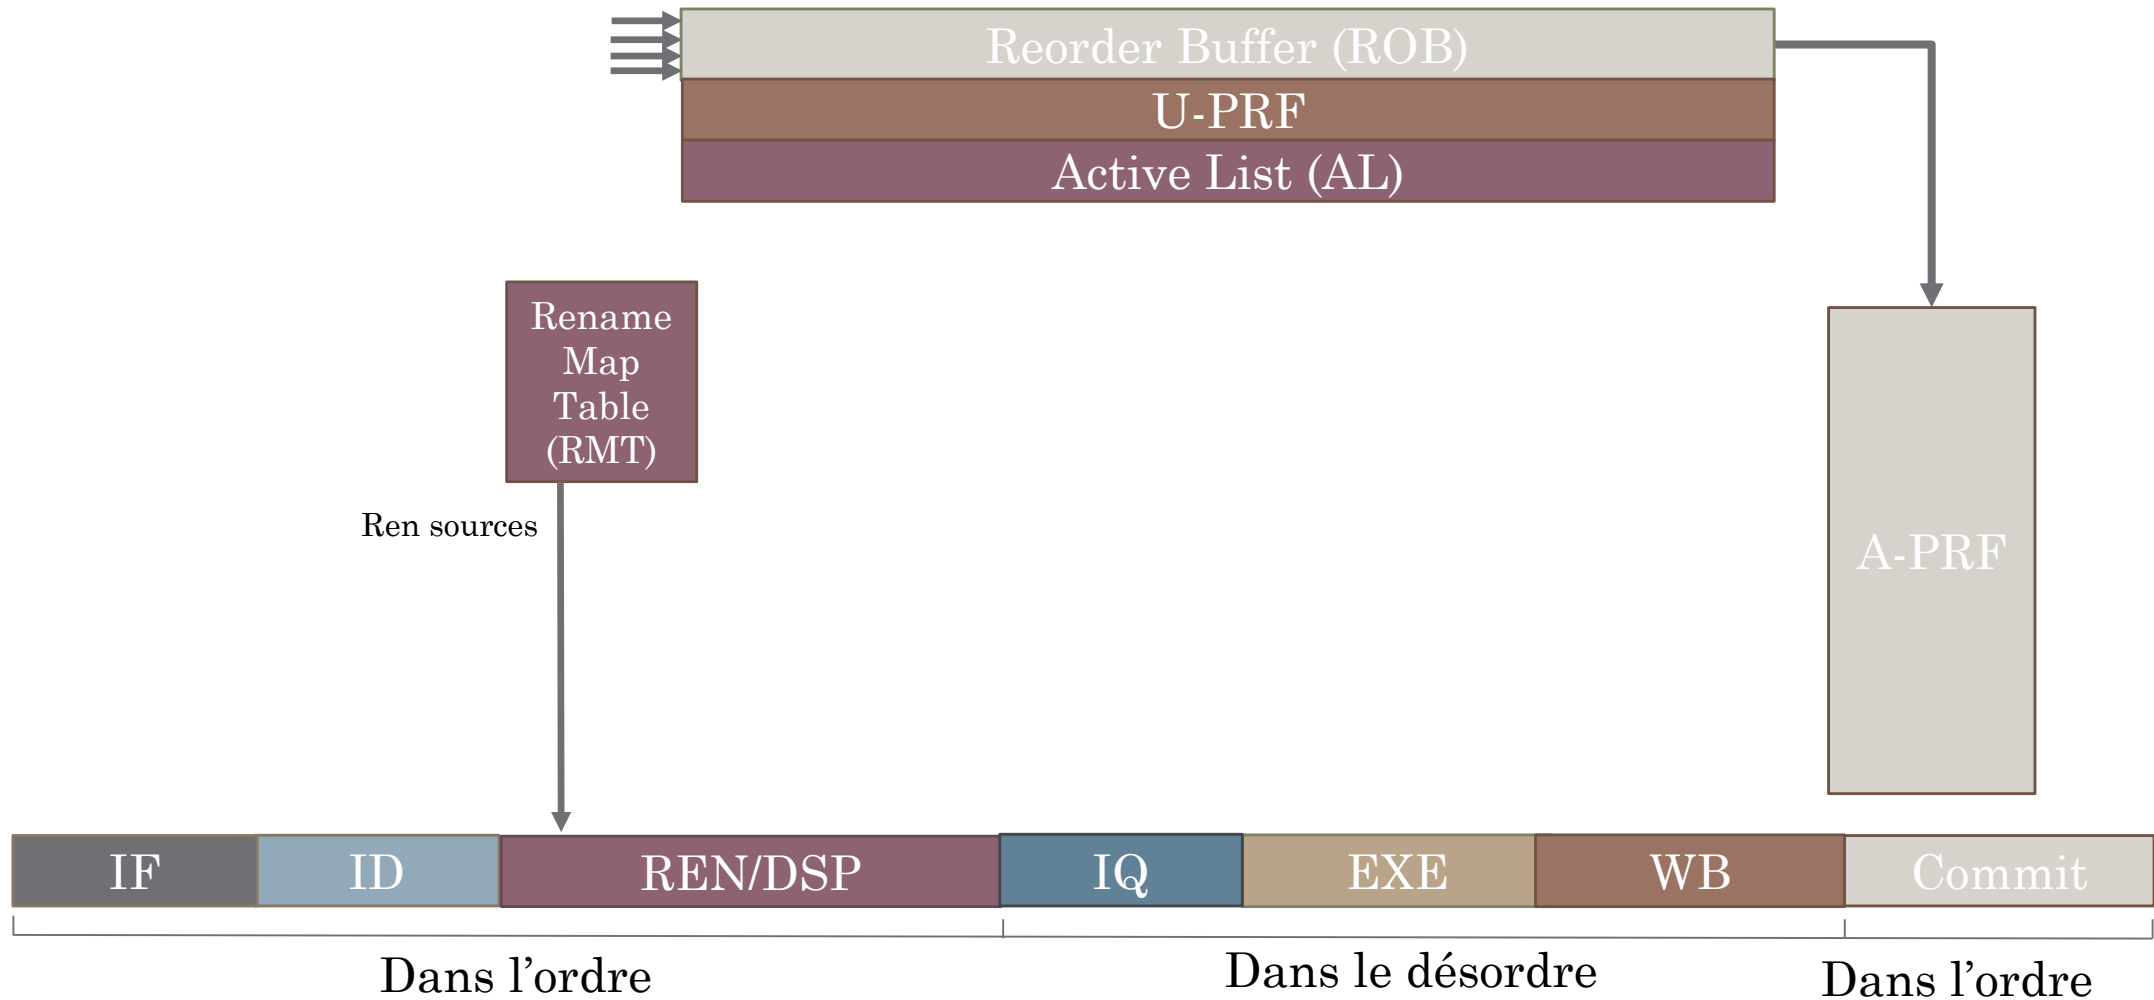 Reorder Buffer (ROB)
U-PRF
Active List (AL)
Rename
Map
Table
(RMT)
Ren sources
A-PRF
IF
ID
REN/DSP
IQ
EXE
WB
Commit
Dans l’ordre
Dans le désordre
Dans l’ordre